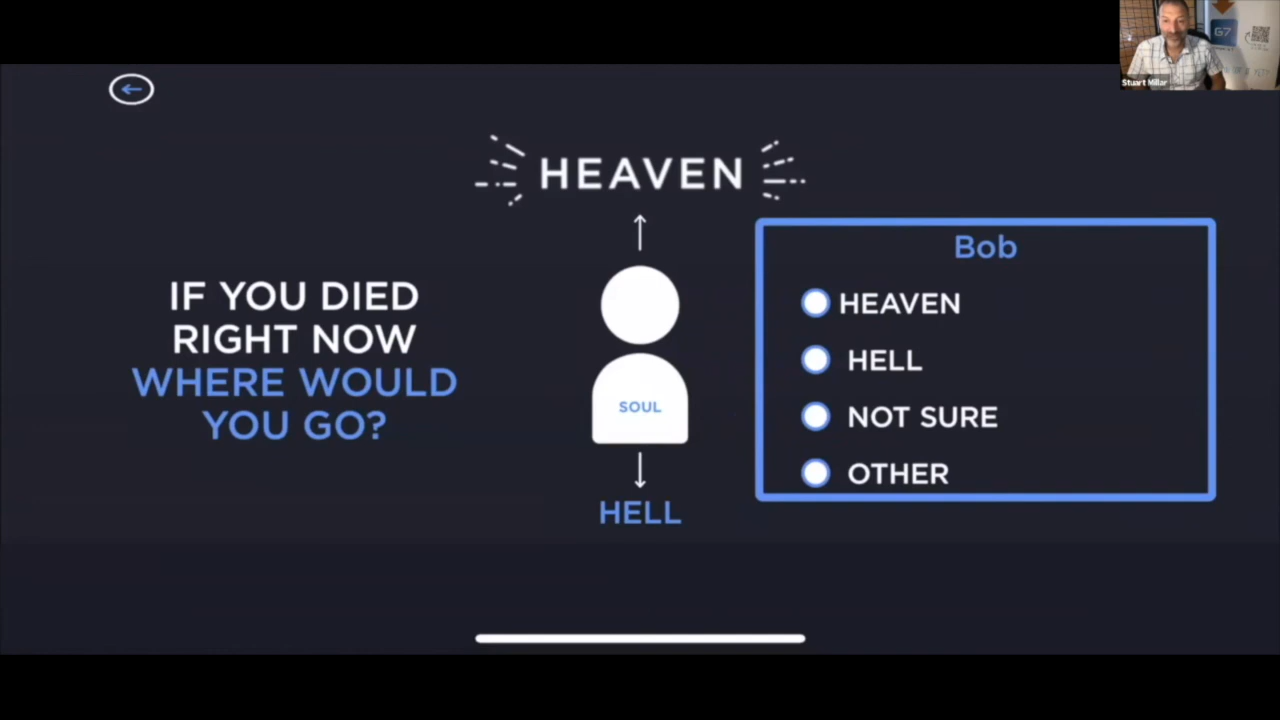 G7
Stuart Millar
HEAVEN
IF YOU DIED
RIGHT NOW
WHERE WOULD
YOU GO?
SOUL
HELL
Bob
HEAVEN
HELL
NOT SURE
OTHER